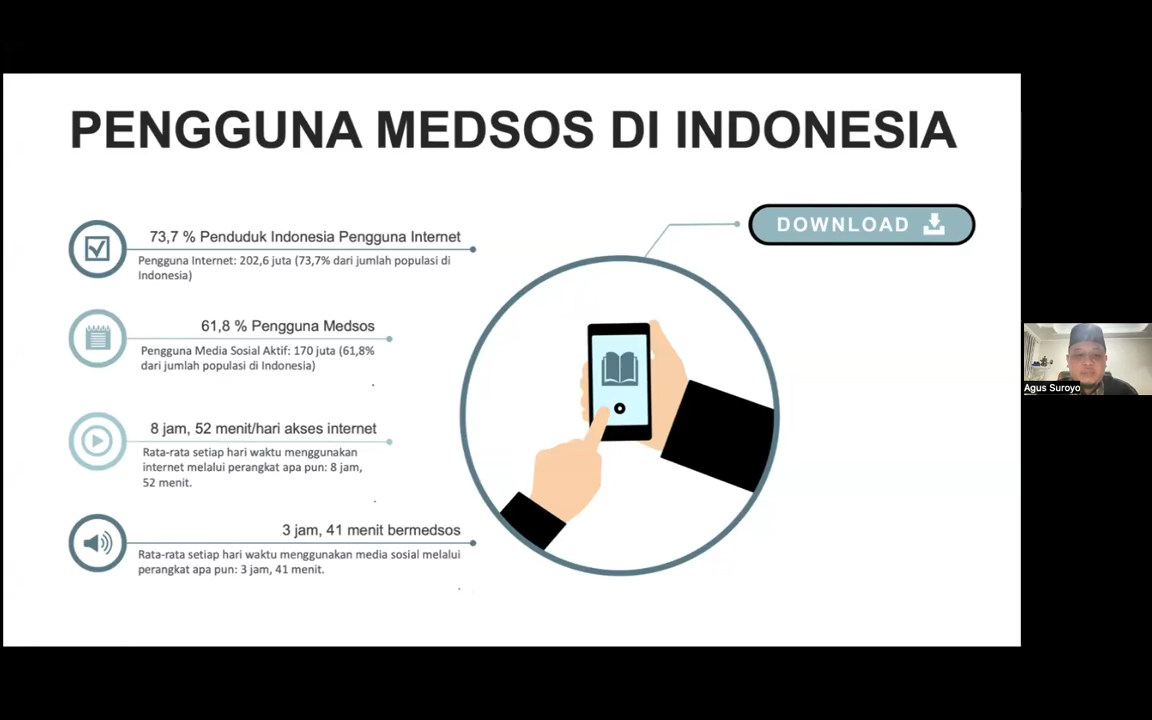 PENGGUNA MEDSOS DI INDONESIA
DOWNLOAD
73,7 % Penduduk Indonesia Pengguna Internet
Pengguna Internet: 202,6 juta (73,7% dari jumlah populasi di
Indonesia)
61,8 % Pengguna Medsos
Pengguna Media Sosial Aktif: 170 juta (61,8%
dari jumlah populasi di Indonesia)
8 jam, 52 menit/hari akses internet
Rata-rata setiap hari waktu menggunakan
internet melalui perangkat apa pun: 8 jam,
52 menit.
3 jam, 41 menit bermedsos
Rata-rata setiap hari waktu menggunakan media sosial melalui
perangkat apa pun: 3 jam, 41 menit.
Agus Suroyo